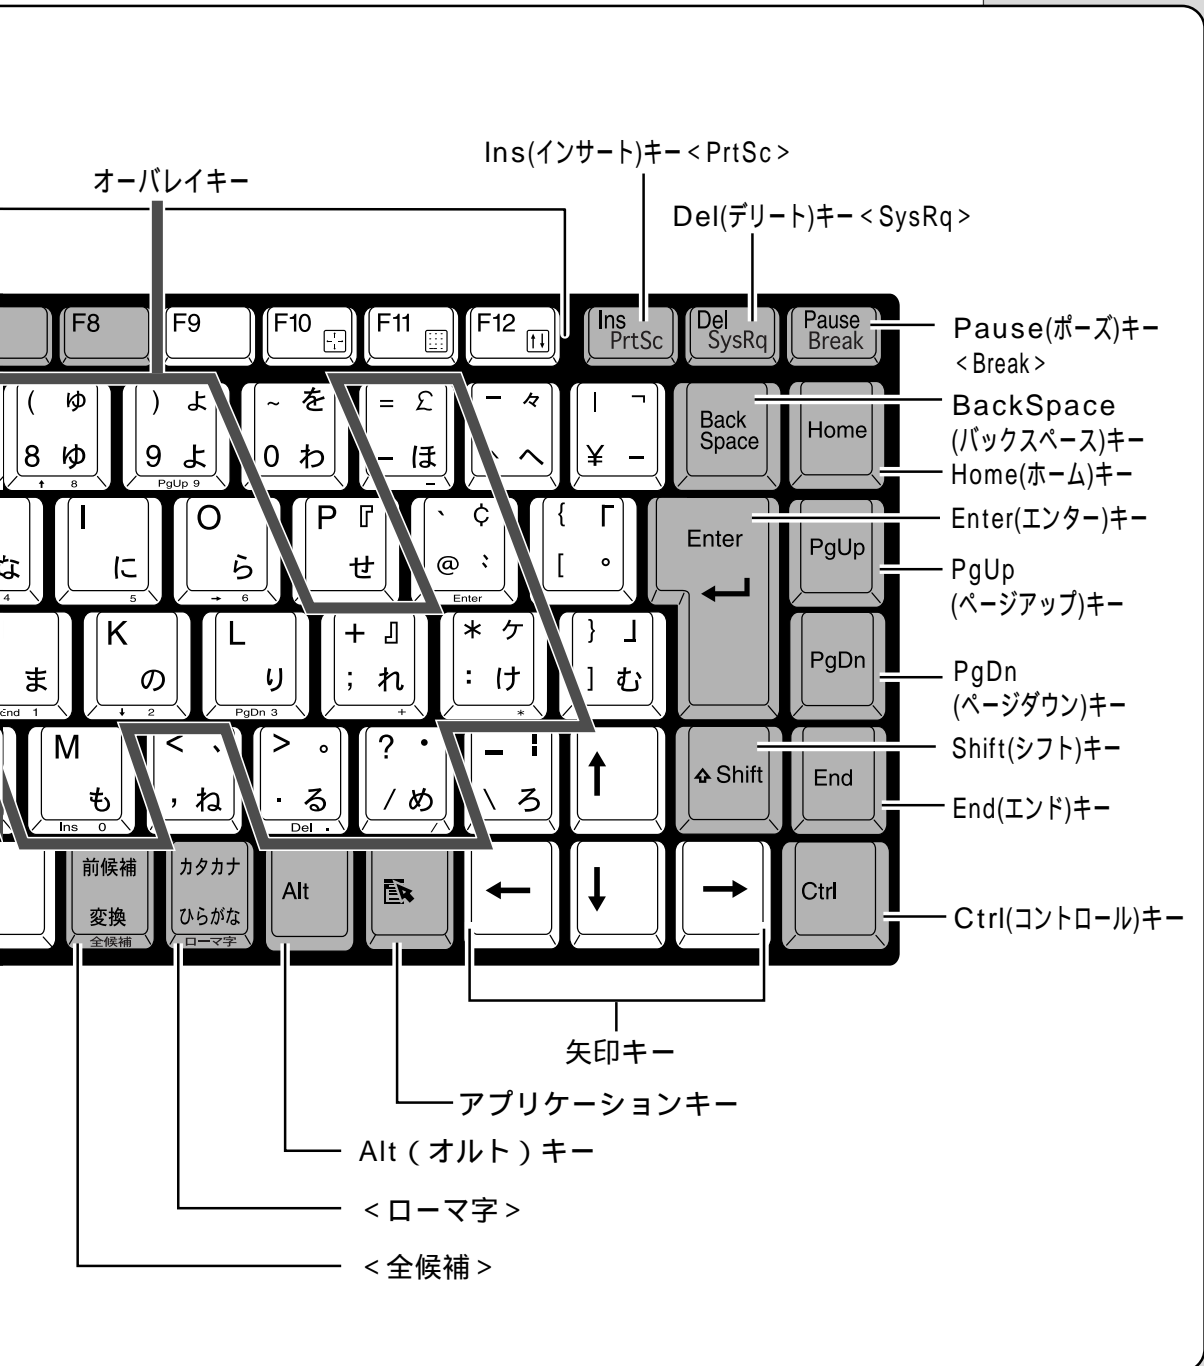 Ins(インサート)キー<PrtSc>
オーバレイキー
Del(デリート)キー<SysRq>
F8 F9 F10 F11 F12 Ins PrtSc Del SysRq Pause Break
Pause(ポーズ)キー
<Break>
( ゆ ) よ ~ を = £ ー 々 | ¬
8 ゆ 9 よ 0 わ − ほ へ ¥ −
↑ 8 PgUp 9 −
Back
Space
Home
BackSpace
(バックスペース)キー
Home(ホーム)キー
I O P 『 ` ¢ { 「
な に ら せ @ ゛ [ ゜
4 5 → 6 Enter
Enter
PgUp
Enter(エンター)キー
PgUp
(ページアップ)キー
K L + 』 * ヶ } 」
ま の り ; れ : け ] む
End 1 ↓ 2 PgDn 3 + *
PgDn
PgDn
(ページダウン)キー
M < 、 > 。 ? ・ _ ! ↑
も , ね . る / め \ ろ
Ins 0 Del . /
Shift
End
Shift(シフト)キー
End(エンド)キー
前候補
変換
全候補
カタカナ
ひらがな
ローマ字
Alt
← ↓ →
Ctrl
Ctrl(コントロール)キー
矢印キー
アプリケーションキー
Alt(オルト)キー
<ローマ字>
<全候補>